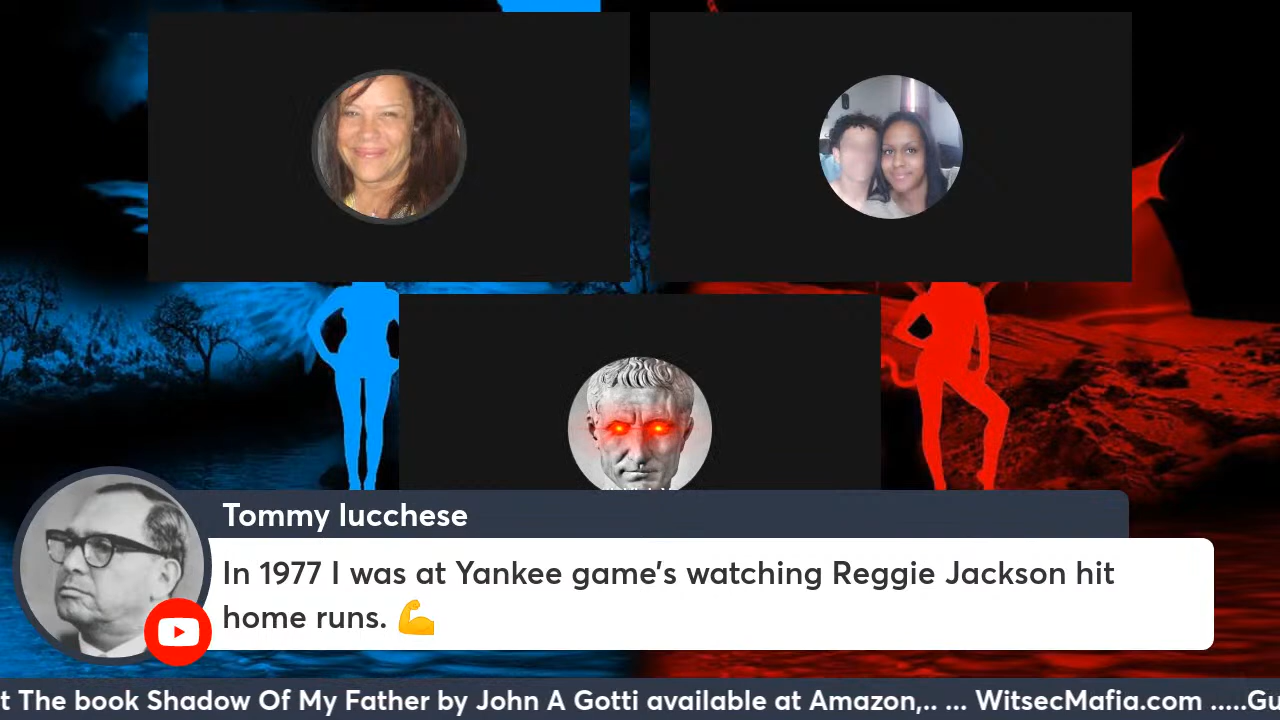 Tommy lucchese
In 1977 I was at Yankee game's watching Reggie Jackson hit
home runs. 💪
t The book Shadow Of My Father by John A Gotti available at Amazon,.. ... WitsecMafia.com .....Gu